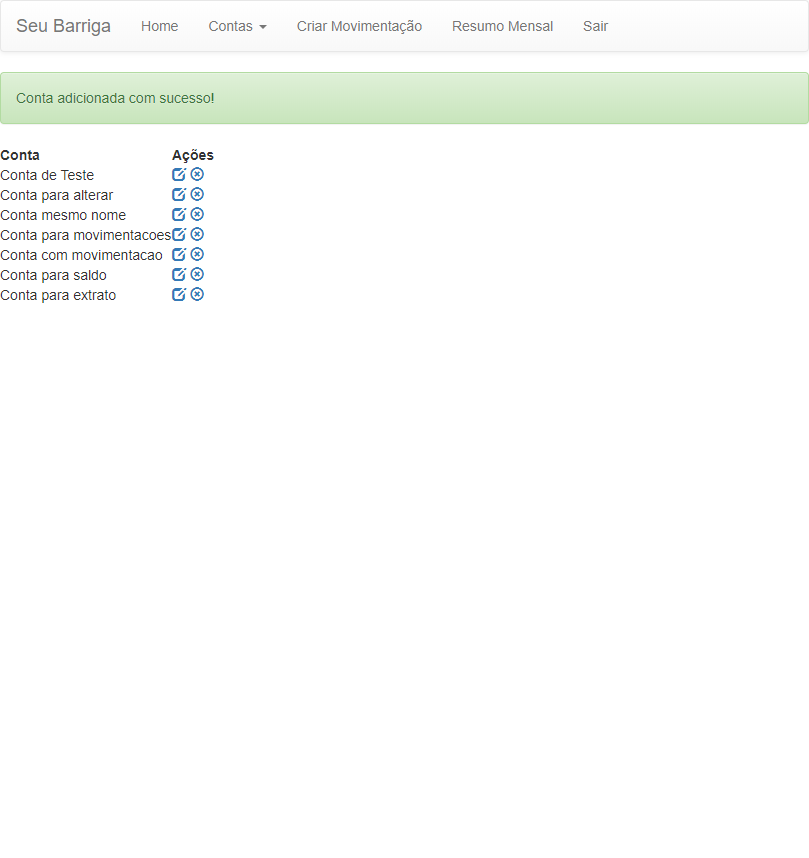 Seu Barriga Home Contas Criar Movimentação Resumo Mensal Sair
Conta adicionada com sucesso!
Conta Ações
Conta de Teste
Conta para alterar
Conta mesmo nome
Conta para movimentacoes
Conta com movimentacao
Conta para saldo
Conta para extrato